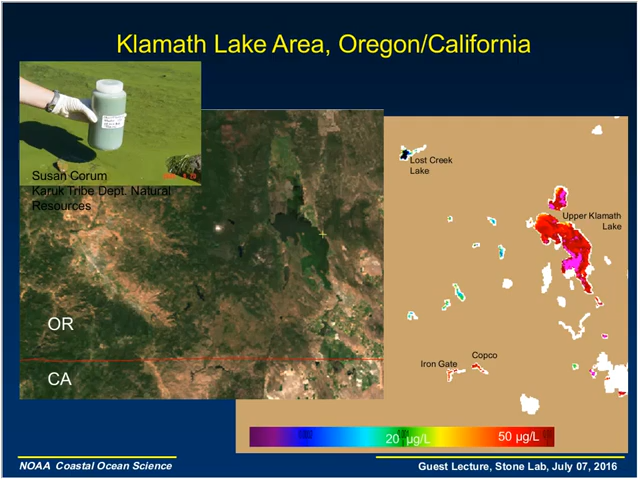 Klamath Lake Area, Oregon/California
Susan Corum
Karuk Tribe Dept. Natural
Resources
Lost Creek
Lake
Upper Klamath
Lake
OR
CA
Iron Gate
Copco
20 µg/L
50 µg/L
NOAA Coastal Ocean Science
Guest Lecture, Stone Lab, July 07, 2016